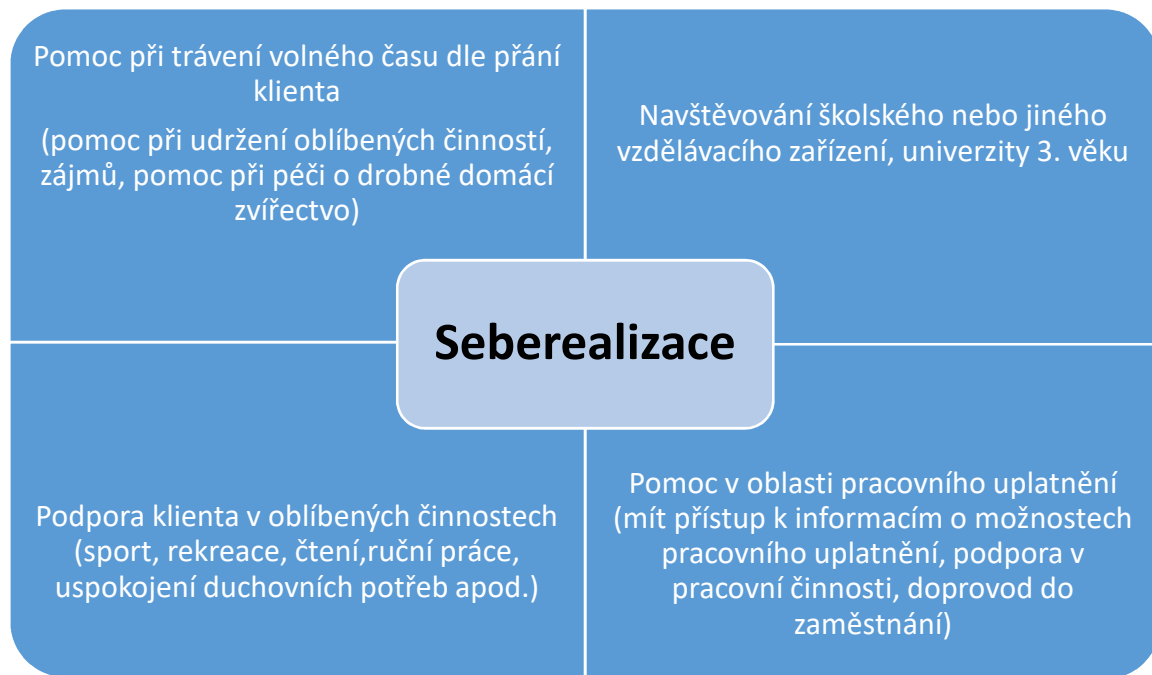 Pomoc při trávení volného času dle přání
klienta
(pomoc při udržení oblíbených činností,
zájmů, pomoc při péči o drobné domácí
zvířectvo)
Navštěvování školského nebo jiného
vzdělávacího zařízení, univerzity 3. věku
Seberealizace
Podpora klienta v oblíbených činnostech
(sport, rekreace, čtení,ruční práce,
uspokojení duchovních potřeb apod.)
Pomoc v oblasti pracovního uplatnění
(mít přístup k informacím o možnostech
pracovního uplatnění, podpora v
pracovní činnosti, doprovod do
zaměstnání)